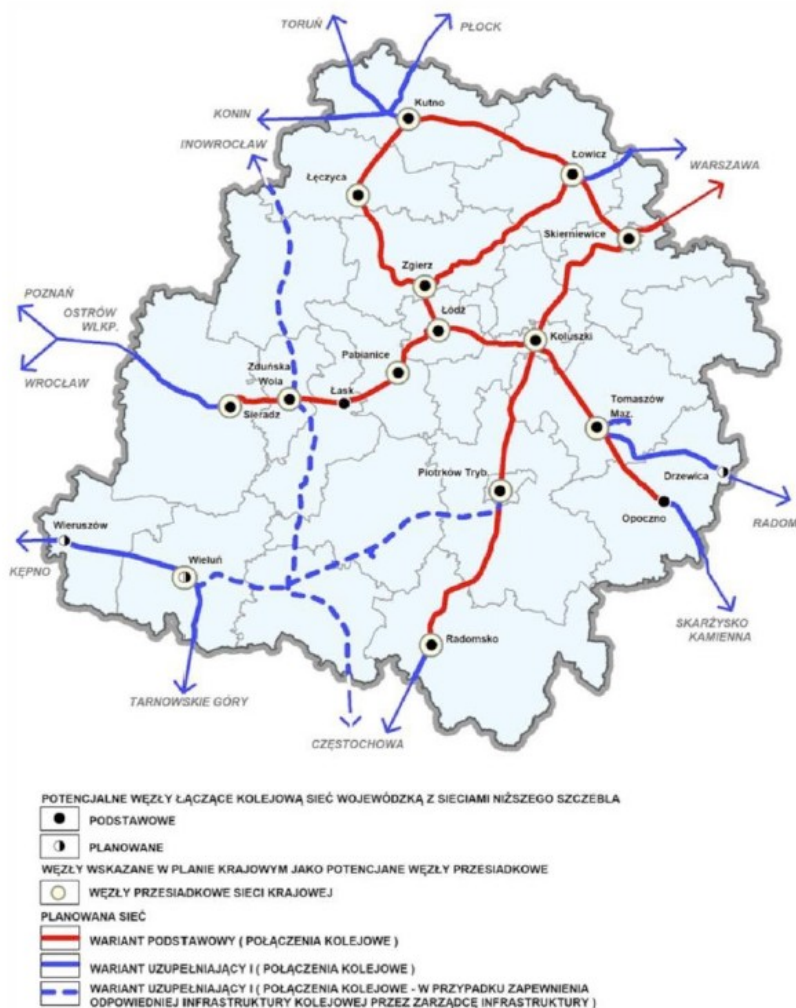 TORUŃ
PŁOCK
Kutno
KONIN
INOWROCŁAW
Łowicz
WARSZAWA
Łęczyca
Skierniewice
Zgierz
POZNAŃ
OSTRÓW
WLKP.
Łódź
Koluszki
Pabianice
Zduńska
Wola
WROCŁAW
Łask
Sieradz
Tomaszów
Maz.
Piotrków Tryb.
Drzewica
Opoczno
RADOM
Wieruszów
Wieluń
KĘPNO
SKARŻYSKO
KAMIENNA
Radomsko
TARNOWSKIE GÓRY
CZĘSTOCHOWA
POTENCJALNE WĘZŁY ŁĄCZĄCE KOLEJOWĄ SIEĆ WOJEWÓDZKĄ Z SIECIAMI NIŻSZEGO SZCZEBLA
PODSTAWOWE
PLANOWANE
WĘZŁY WSKAZANE W PLANIE KRAJOWYM JAKO POTENCJANE WĘZŁY PRZESIADKOWE
WĘZŁY PRZESIADKOWE SIECI KRAJOWEJ
PLANOWANA SIEĆ
WARIANT PODSTAWOWY ( POŁĄCZENIA KOLEJOWE )
WARIANT UZUPEŁNIAJĄCY I ( POŁĄCZENIA KOLEJOWE )
WARIANT UZUPEŁNIAJĄCY I ( POŁĄCZENIA KOLEJOWE - W PRZYPADKU ZAPEWNIENIA
ODPOWIEDNIEJ INFRASTRUKTURY KOLEJOWEJ PRZEZ ZARZĄDCĘ INFRASTRUKTURY )